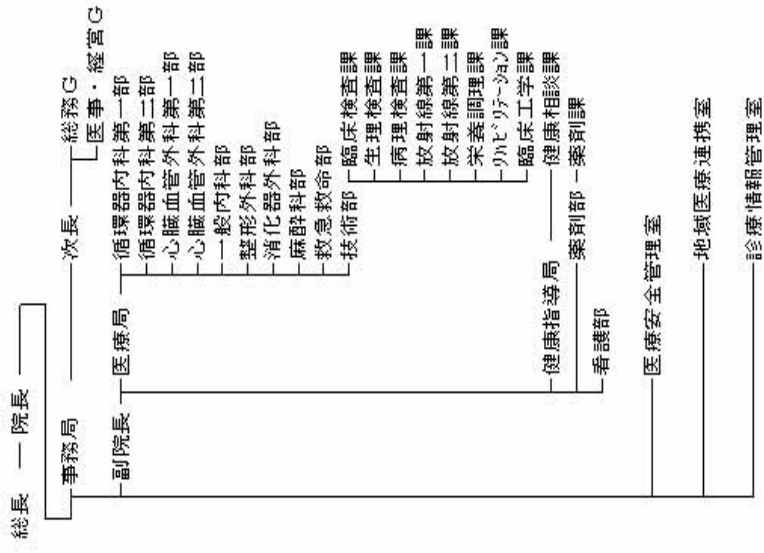 総長
院長
事務局
次長
総務G
医事・経営G
副院長
医療局
循環器内科第一部
循環器内科第二部
心臓血管外科第一部
心臓血管外科第二部
一般内科部
整形外科部
消化器外科部
麻酔科部
救急救命部
技術部
臨床検査課
生理検査課
病理検査課
放射線第一課
放射線第二課
栄養調理課
ﾘﾊﾋﾞﾘﾃｰｼｮﾝ課
臨床工学課
健康指導局
健康相談課
薬剤部
薬剤課
看護部
医療安全管理室
地域医療連携室
診療情報管理室